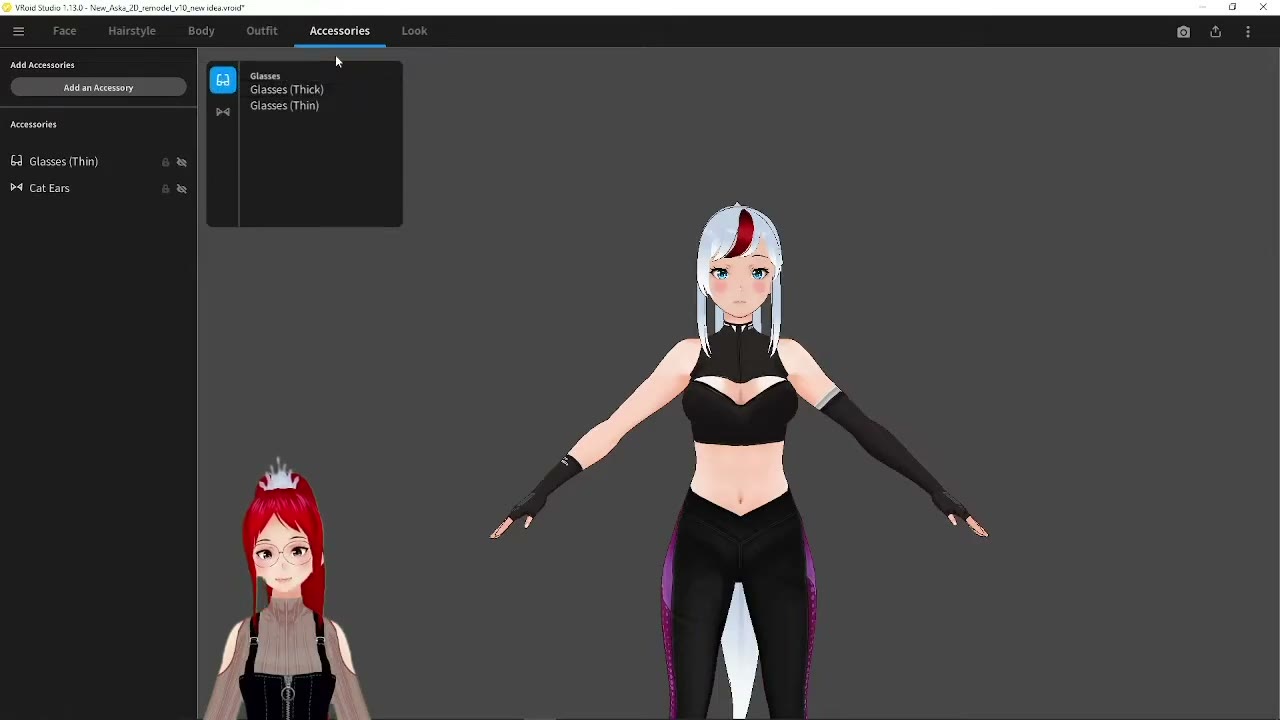 VRoid Studio 1.13.0 - New_Aska_2D_remodel_v10_new idea.vroid*
Face Hairstyle Body Outfit Accessories Look
Add Accessories
Add an Accessory
Accessories
Glasses (Thin)
Cat Ears
Glasses
Glasses (Thick)
Glasses (Thin)